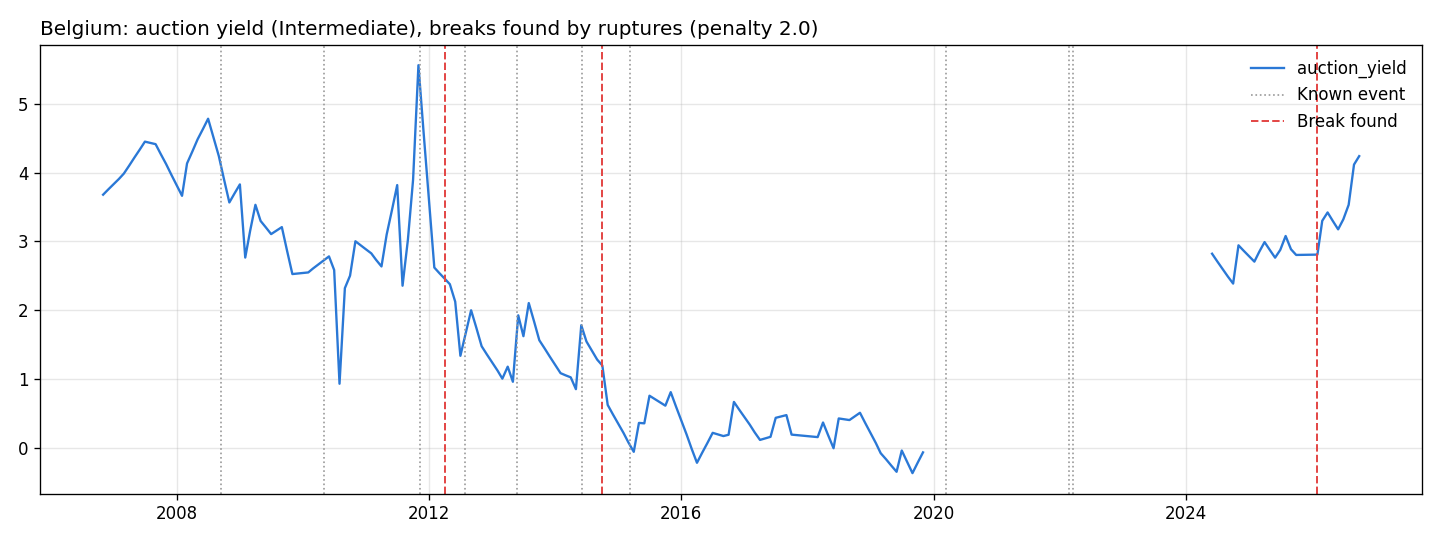 Belgium: auction yield (Intermediate), breaks found by ruptures (penalty 2.0)
auction_yield
Known event
Break found
5
4
3
2
1
0
2008 2012 2016 2020 2024